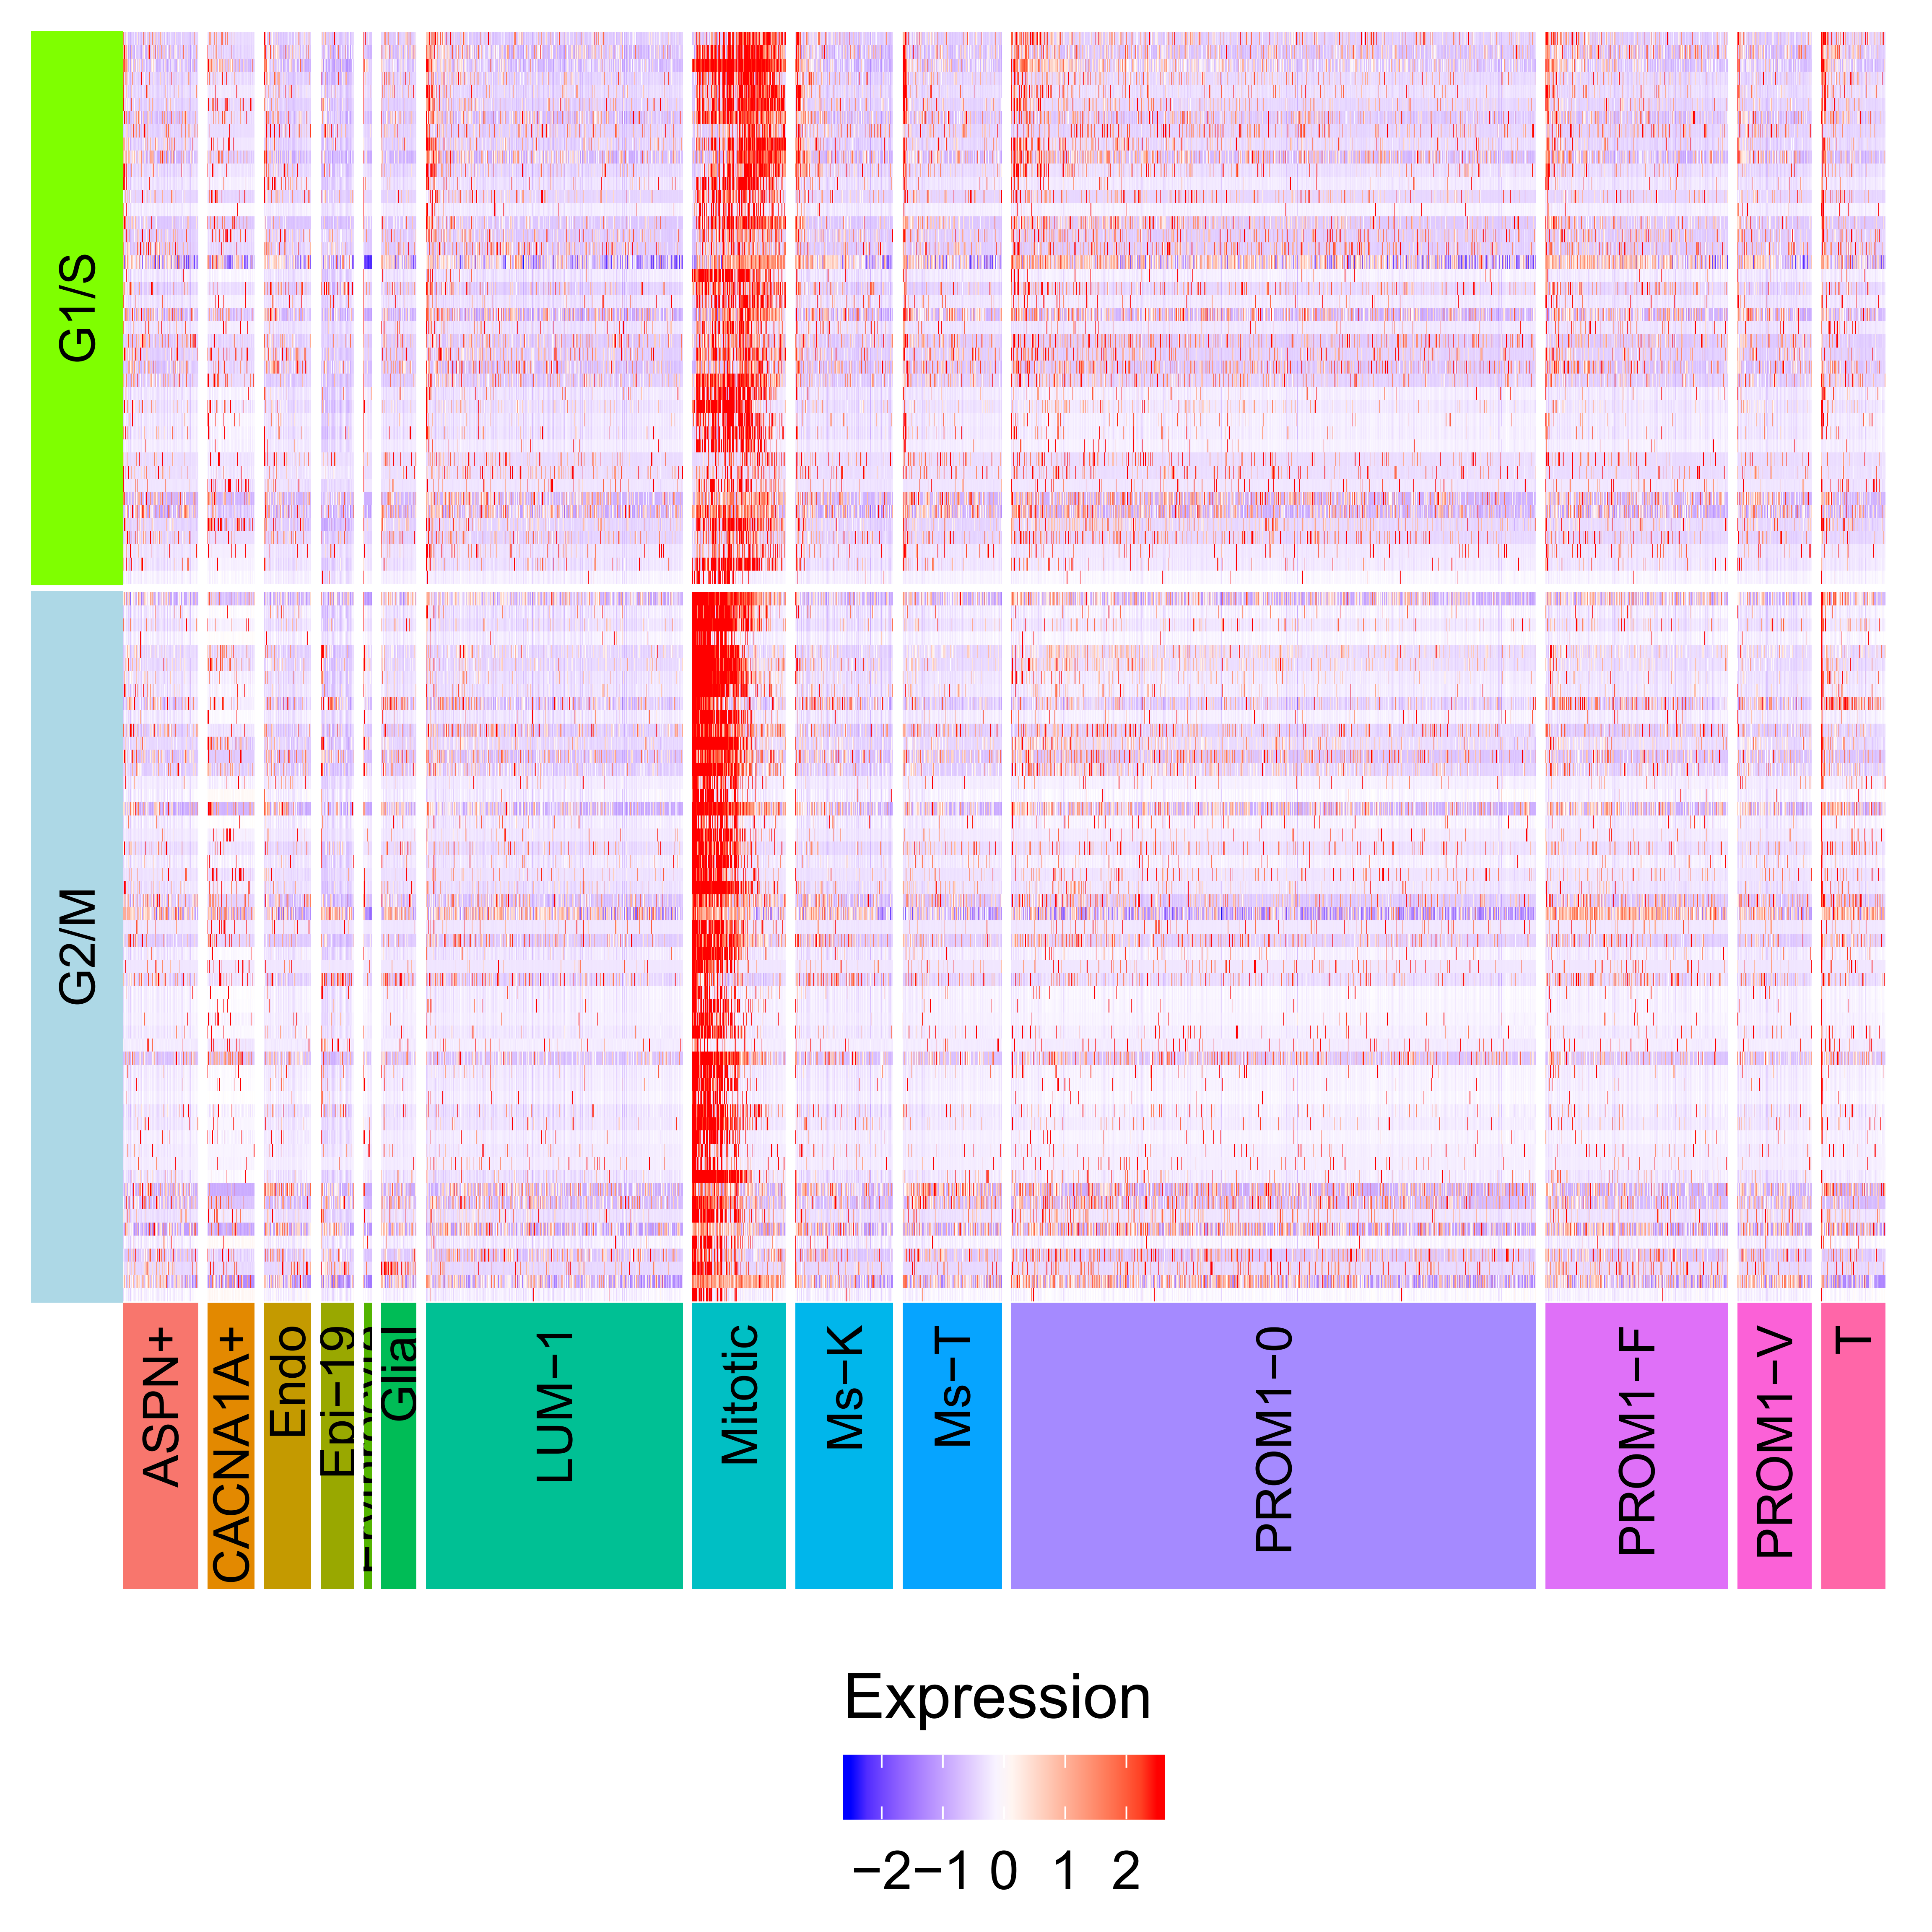 G1/S
G2/M
ASPN+
CACNA1A+
Endo
Epi−19
Glial
LUM−1
Mitotic
Ms−K
Ms−T
PROM1−0
PROM1−F
PROM1−V
T
Expression
−2 −1 0 1 2